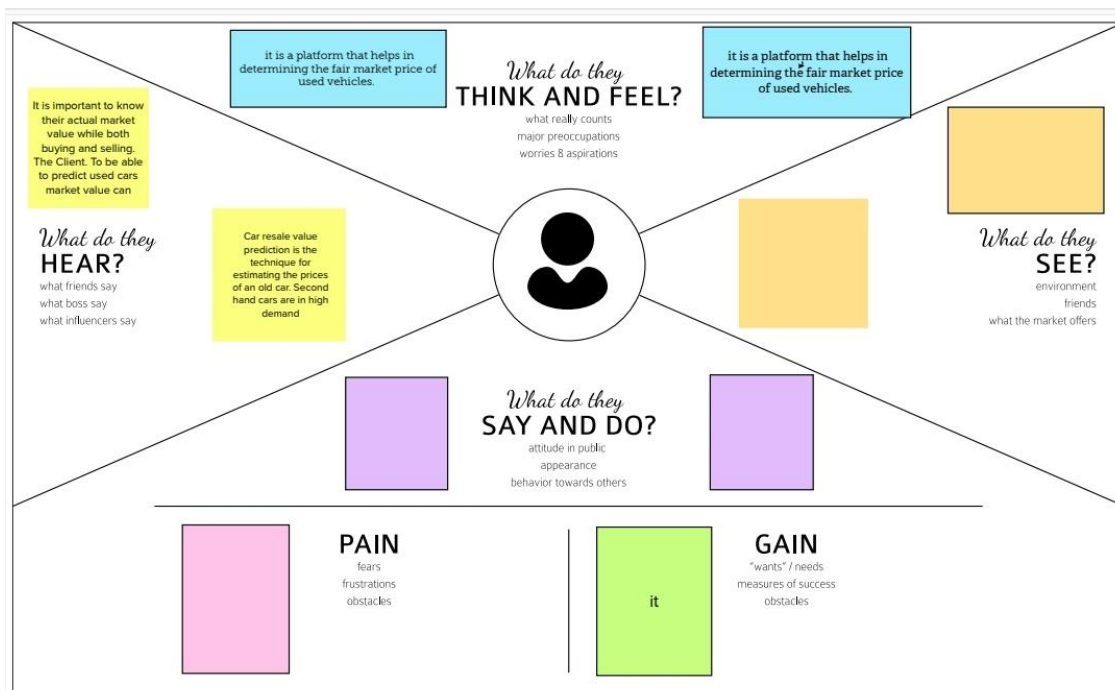 it is a platform that helps in
determining the fair market price of
used vehicles.
What do they
THINK AND FEEL?
what really counts
major preoccupations
worries & aspirations
it is a platform that helps in
determining the fair market price
of used vehicles.
It is important to know
their actual market
value while both
buying and selling.
The Client. To be able
to predict used cars
market value can
What do they
HEAR?
what friends say
what boss say
what influencers say
Car resale value
prediction is the
technique for
estimating the prices
of an old car. Second
hand cars are in high
demand
What do they
SEE?
environment
friends
what the market offers
What do they
SAY AND DO?
attitude in public
appearance
behavior towards others
PAIN
fears
frustrations
obstacles
it
GAIN
"wants" / needs
measures of success
obstacles